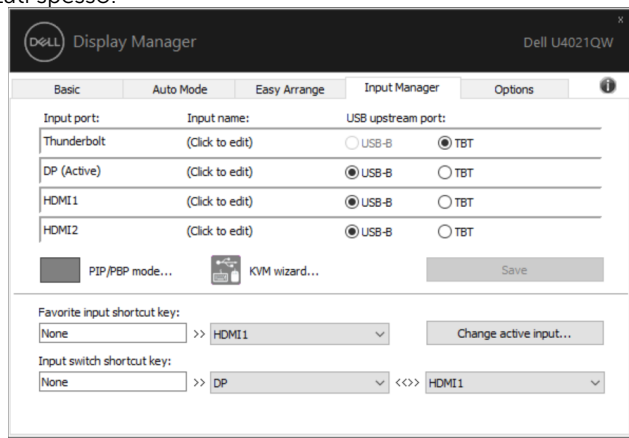 zati spesso.
x
DELL Display Manager Dell U4021QW
Basic Auto Mode Easy Arrange Input Manager Options i
Input port: Input name: USB upstream port:
Thunderbolt (Click to edit) USB-B TBT
DP (Active) (Click to edit) USB-B TBT
HDMI1 (Click to edit) USB-B TBT
HDMI2 (Click to edit) USB-B TBT
PIP/PBP mode... KVM wizard... Save
Favorite input shortcut key:
None >> HDMI1 Change active input...
Input switch shortcut key:
None >> DP <<>> HDMI1